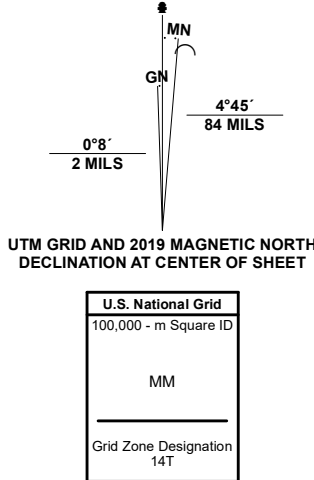 MN
GN
4°45´
84 MILS
0°8´
2 MILS
UTM GRID AND 2019 MAGNETIC NORTH
DECLINATION AT CENTER OF SHEET
U.S. National Grid
100,000 - m Square ID
MM
Grid Zone Designation
14T